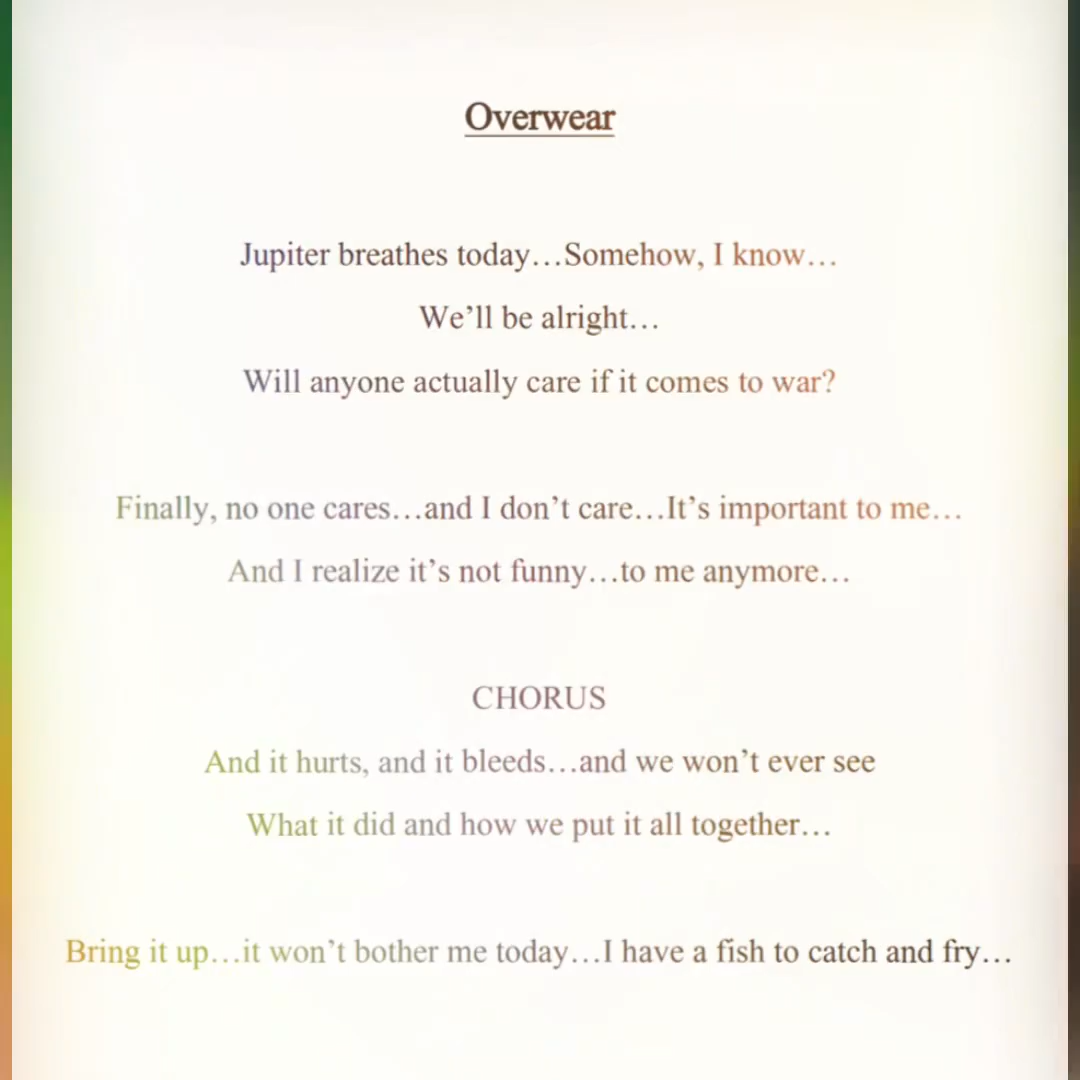 Overwear
Jupiter breathes today…Somehow, I know…
We’ll be alright…
Will anyone actually care if it comes to war?
Finally, no one cares…and I don’t care…It’s important to me…
And I realize it’s not funny…to me anymore…
CHORUS
And it hurts, and it bleeds…and we won’t ever see
What it did and how we put it all together…
Bring it up…it won’t bother me today…I have a fish to catch and fry…